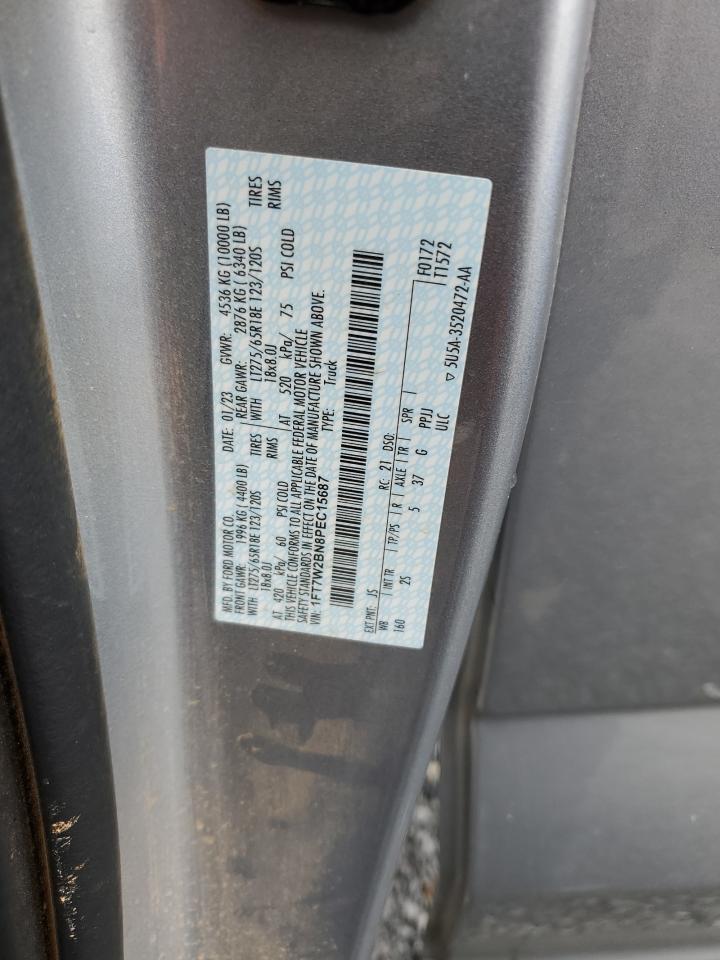 MFD. BY FORD MOTOR CO.
DATE: 01/23 GVWR: 4536 KG (10000 LB)
FRONT GAWR: 1996 KG (4400 LB) REAR GAWR: 2876 KG (6340 LB)
WITH LT275/65R18E 123/120S TIRES WITH LT275/65R18E 123/120S TIRES
18x8.0J RIMS 18x8.0J RIMS
AT 420 kPa/ 60 PSI COLD AT 520 kPa/ 75 PSI COLD
THIS VEHICLE CONFORMS TO ALL APPLICABLE FEDERAL MOTOR VEHICLE
SAFETY STANDARDS IN EFFECT ON THE DATE OF MANUFACTURE SHOWN ABOVE.
VIN: 1FT7W2BN8PEC15687 TYPE: Truck
EXT PNT: JS RC: 21 DSO: F0172
WB INT TR TP/PS R AXLE TR SPR T1572
160 2S 5 37 G PPJJ
ULC ▽ 5U5A-3520472-AA